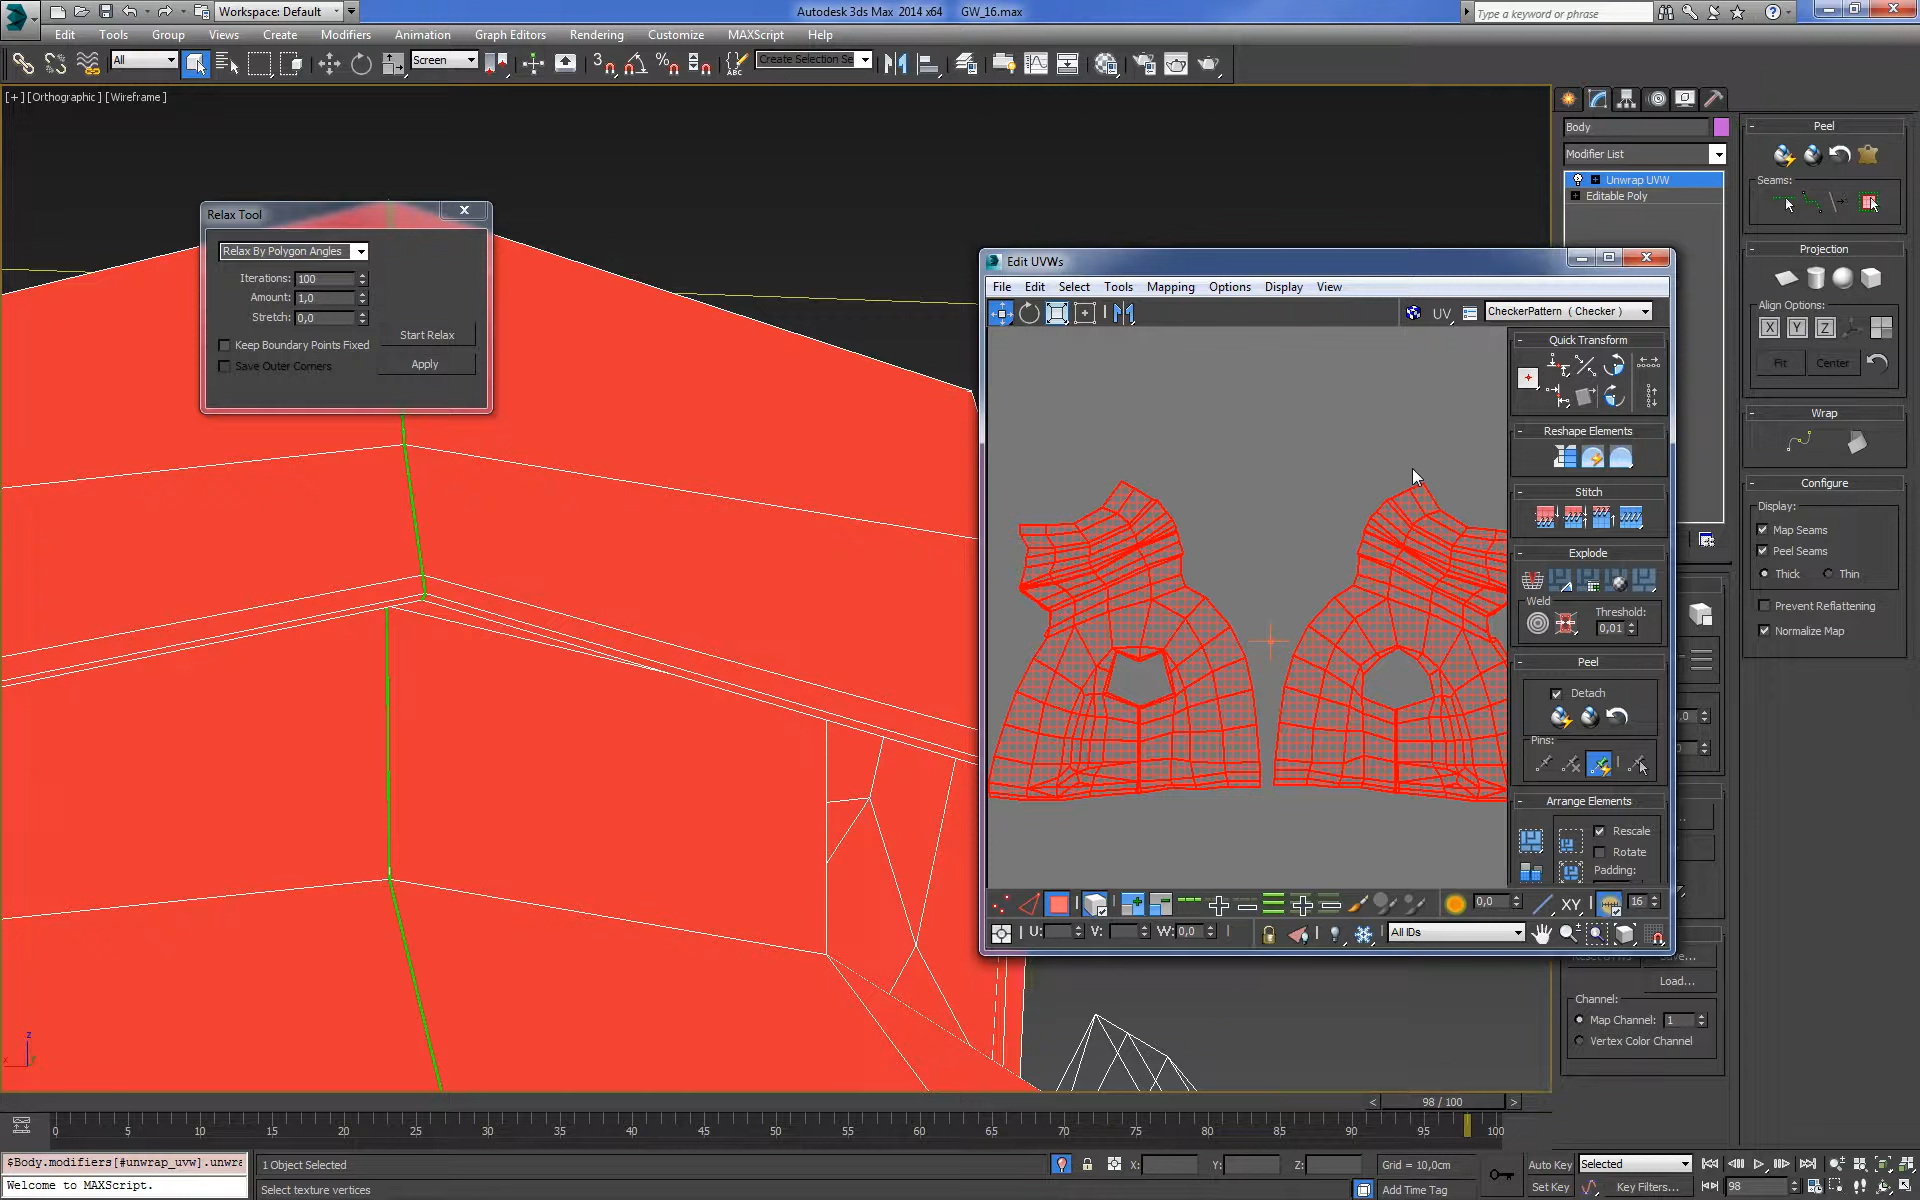 Workspace: Default
Autodesk 3ds Max  2014 x64
GW_16.max
Type a keyword or phrase
Edit
Tools
Group
Views
Create
Modifiers
Animation
Graph Editors
Rendering
Customize
MAXScript
Help
All
Screen
3
ABC
Create Selection Se
[+] [Orthographic ] [Wireframe ]
Body
Modifier List
Unwrap UVW
Editable Poly
Peel
Seams:
Projection
Align Options:
X
Y
Z
Fit
Center
Wrap
Configure
Display:
Map Seams
Peel Seams
Thick
Thin
Prevent Reflattening
Normalize Map
Relax Tool
Relax By Polygon Angles
Iterations: 100
Amount: 1,0
Stretch: 0,0
Start Relax
Keep Boundary Points Fixed
Apply
Save Outer Corners
Edit UVWs
File
Edit
Select
Tools
Mapping
Options
Display
View
UV
CheckerPattern  ( Checker )
Quick Transform
Reshape Elements
Stitch
Explode
Weld
Threshold:
0,01
Peel
Detach
Pins:
Arrange Elements
Rescale
Rotate
Padding:
0,0
XY
16
U:
V:
W: 0,0
All IDs
Load...
Channel:
Map Channel: 1
Vertex Color Channel
z
98 / 100
0
5
10
15
20
25
30
35
40
45
50
55
60
65
70
75
80
85
90
95
100
$Body.modifiers[#unwrap_uvw].unwra
1 Object Selected
X:
Y:
Z:
Grid = 10,0cm
Auto Key
Selected
Welcome to MAXScript.
Select texture vertices
Add Time Tag
Set Key
Key Filters...
98